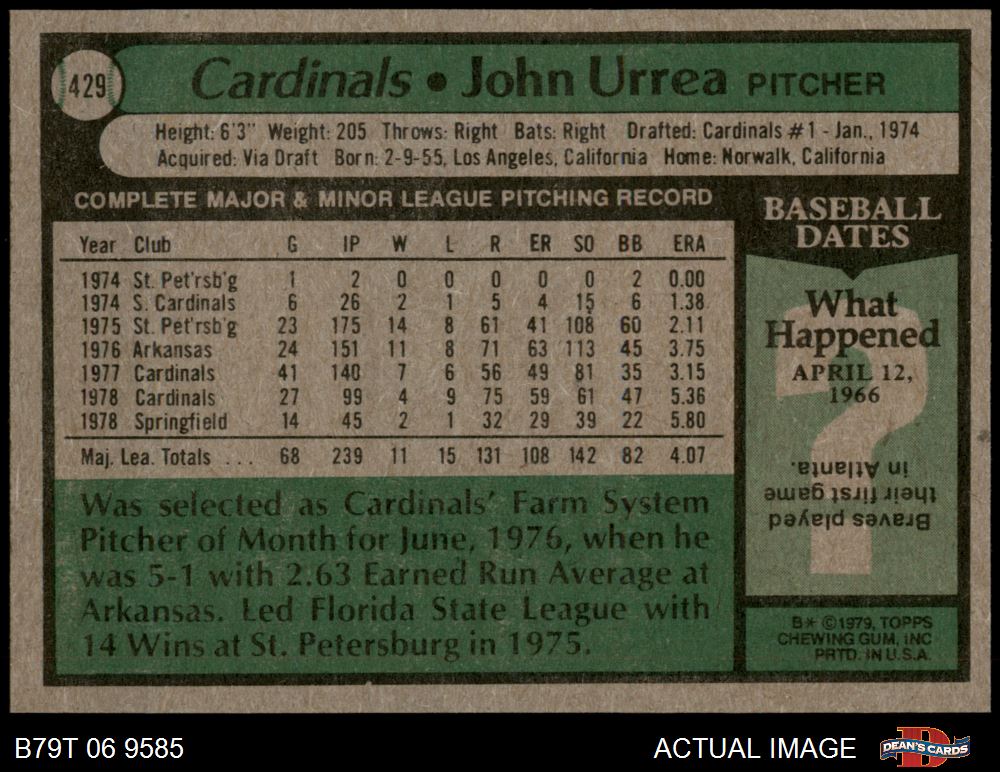 429
Cardinals • John Urrea PITCHER
Height: 6'3" Weight: 205 Throws: Right Bats: Right Drafted: Cardinals #1 - Jan., 1974
Acquired: Via Draft Born: 2-9-55, Los Angeles, California Home: Norwalk, California
COMPLETE MAJOR & MINOR LEAGUE PITCHING RECORD
Year Club G IP W L R ER SO BB ERA
1974 St. Pet'rsb'g 1 2 0 0 0 0 0 2 0.00
1974 S. Cardinals 6 26 2 1 5 4 15 6 1.38
1975 St. Pet'rsb'g 23 175 14 8 61 41 108 60 2.11
1976 Arkansas 24 151 11 8 71 63 113 45 3.75
1977 Cardinals 41 140 7 6 56 49 81 35 3.15
1978 Cardinals 27 99 4 9 75 59 61 47 5.36
1978 Springfield 14 45 2 1 32 29 39 22 5.80
Maj. Lea. Totals ... 68 239 11 15 131 108 142 82 4.07
Was selected as Cardinals' Farm System
Pitcher of Month for June, 1976, when he
was 5-1 with 2.63 Earned Run Average at
Arkansas. Led Florida State League with
14 Wins at St. Petersburg in 1975.
BASEBALL
DATES
What
Happened
APRIL 12,
1966
?
Braves played
their first game
in Atlanta.
B* ©1979, TOPPS
CHEWING GUM, INC
PRTD. IN U.S.A.
B79T 06 9585
ACTUAL IMAGE
D
DEAN'S CARDS